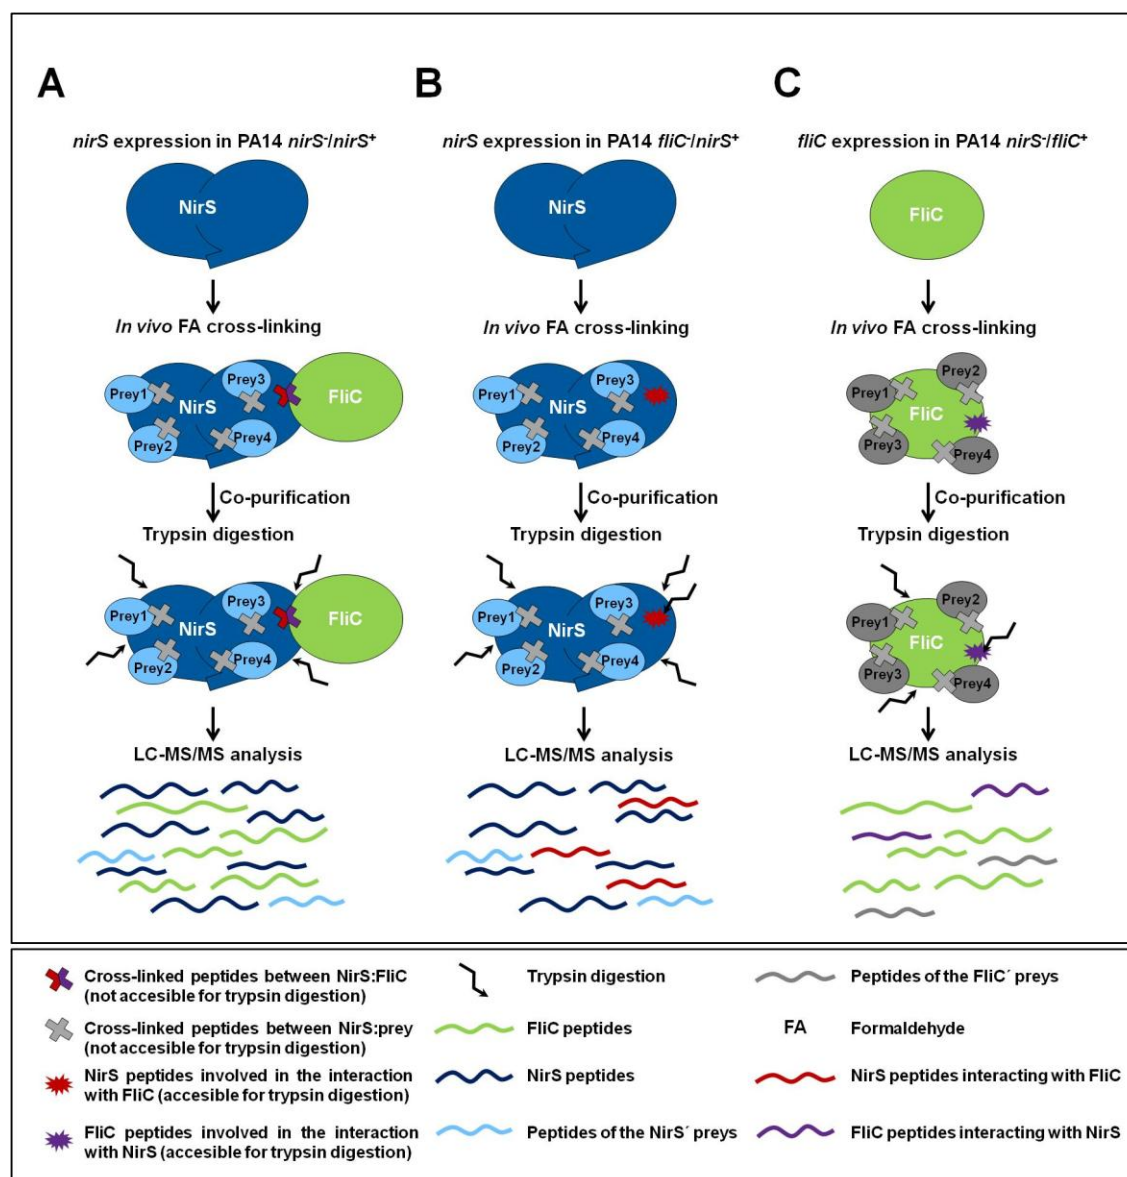 A
B
C
nirS expression in PA14 nirS⁻/nirS⁺
nirS expression in PA14 fliC⁻/nirS⁺
fliC expression in PA14 nirS⁻/fliC⁺
NirS
NirS
FliC
In vivo FA cross-linking
In vivo FA cross-linking
In vivo FA cross-linking
Prey1
Prey3
NirS
FliC
Prey2
Prey4
Prey1
Prey3
NirS
Prey2
Prey4
Prey2
Prey1
FliC
Prey3
Prey4
Co-purification
Co-purification
Co-purification
Trypsin digestion
Trypsin digestion
Trypsin digestion
Prey1
Prey3
NirS
FliC
Prey2
Prey4
Prey1
Prey3
NirS
Prey2
Prey4
Prey2
Prey1
FliC
Prey3
Prey4
LC-MS/MS analysis
LC-MS/MS analysis
LC-MS/MS analysis
Cross-linked peptides between NirS:FliC
(not accesible for trypsin digestion)
Cross-linked peptides between NirS:prey
(not accesible for trypsin digestion)
NirS peptides involved in the interaction
with FliC (accesible for trypsin digestion)
FliC peptides involved in the interaction
with NirS (accesible for trypsin digestion)
Trypsin digestion
FliC peptides
NirS peptides
Peptides of the NirS´ preys
Peptides of the FliC´ preys
FA Formaldehyde
NirS peptides interacting with FliC
FliC peptides interacting with NirS